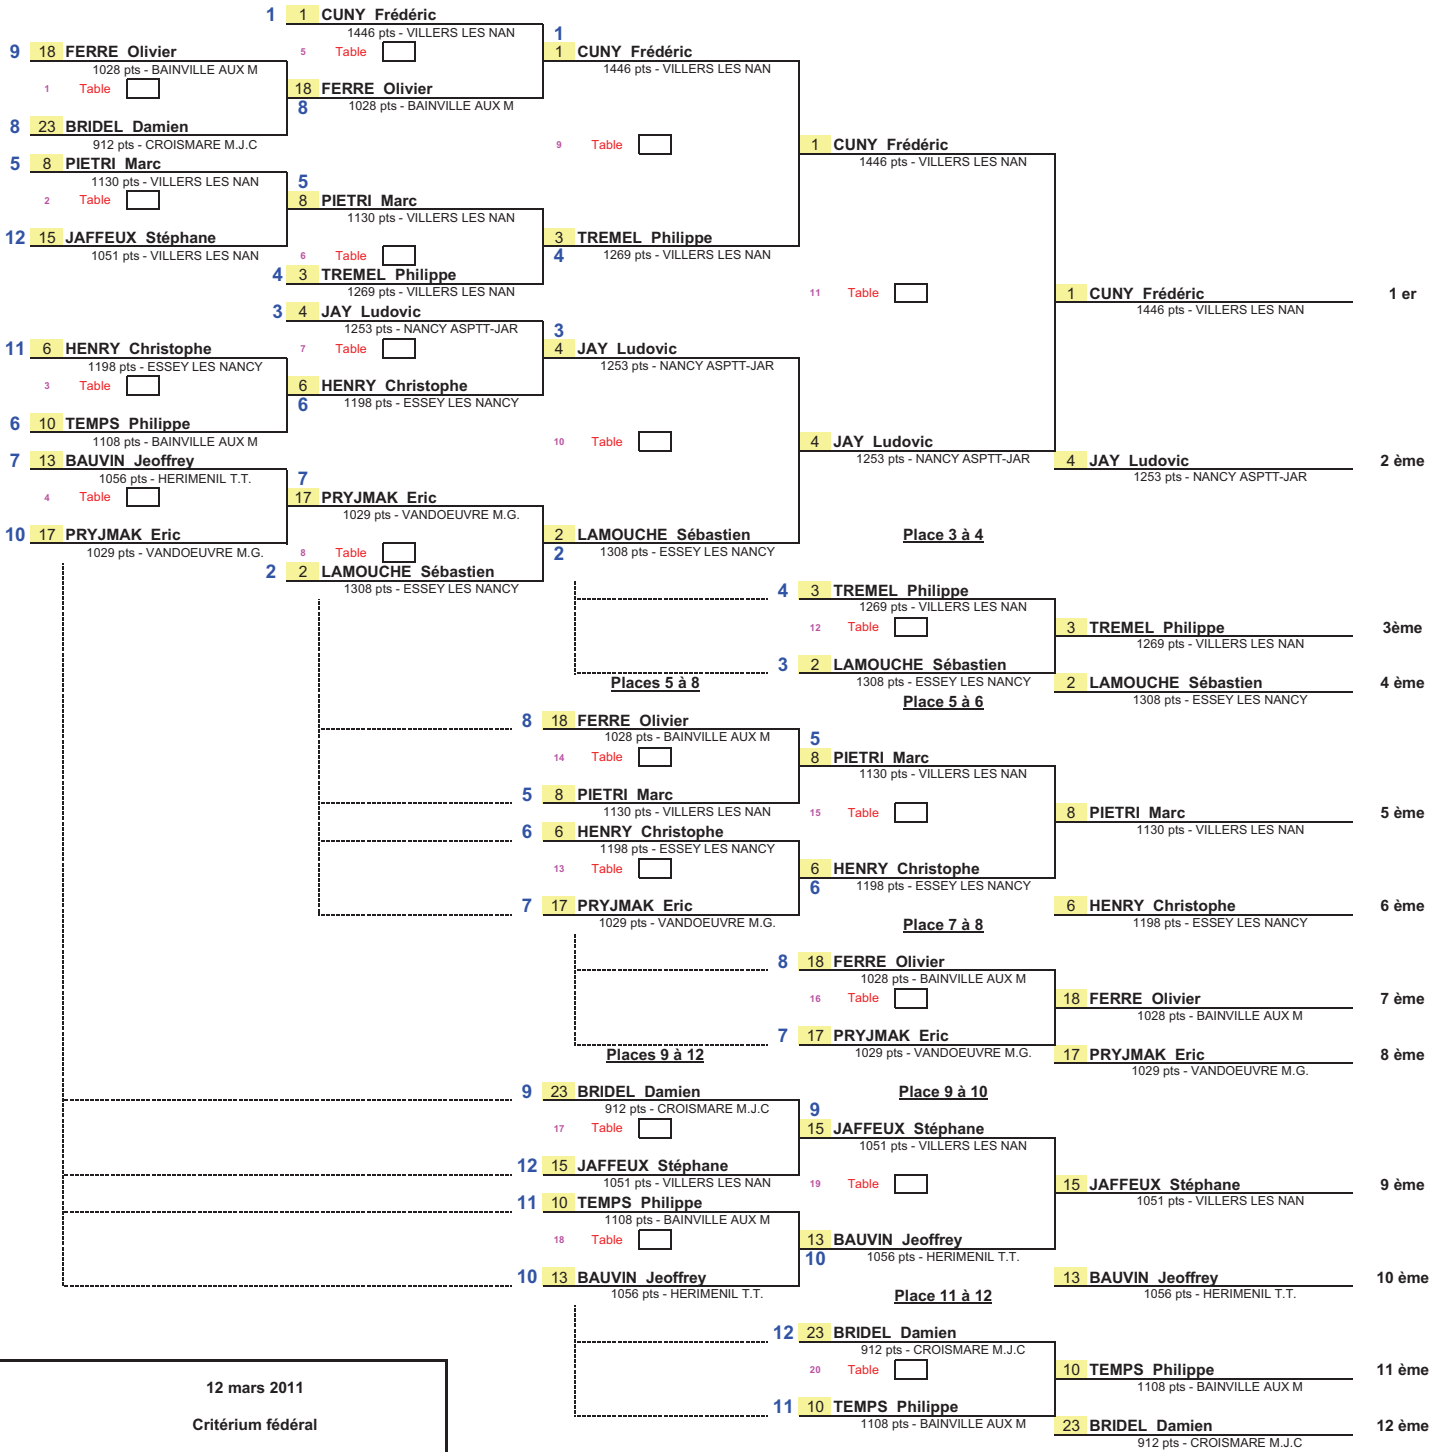 1 1 CUNY Frédéric
1446 pts - VILLERS LES NAN
9 18 FERRE Olivier
5 Table
1
1 CUNY Frédéric
1028 pts - BAINVILLE AUX M
1446 pts - VILLERS LES NAN
1 Table
18 FERRE Olivier
8
1028 pts - BAINVILLE AUX M
8 23 BRIDEL Damien
912 pts - CROISMARE M.J.C
9 Table
1 CUNY Frédéric
1446 pts - VILLERS LES NAN
5 8 PIETRI Marc
1130 pts - VILLERS LES NAN
5
2 Table
8 PIETRI Marc
1130 pts - VILLERS LES NAN
12 15 JAFFEUX Stéphane
1051 pts - VILLERS LES NAN
6 Table
3 TREMEL Philippe
4
1269 pts - VILLERS LES NAN
4 3 TREMEL Philippe
1269 pts - VILLERS LES NAN
11 Table
1 CUNY Frédéric
1 er
1446 pts - VILLERS LES NAN
3 4 JAY Ludovic
1253 pts - NANCY ASPTT-JAR
3
11 6 HENRY Christophe
7 Table
4 JAY Ludovic
1198 pts - ESSEY LES NANCY
1253 pts - NANCY ASPTT-JAR
3 Table
6 HENRY Christophe
6
1198 pts - ESSEY LES NANCY
6 10 TEMPS Philippe
1108 pts - BAINVILLE AUX M
10 Table
4 JAY Ludovic
1253 pts - NANCY ASPTT-JAR
7 13 BAUVIN Jeoffrey
4 JAY Ludovic
2 ème
1056 pts - HERIMENIL T.T.
7
1253 pts - NANCY ASPTT-JAR
4 Table
17 PRYJMAK Eric
1029 pts - VANDOEUVRE M.G.
10 17 PRYJMAK Eric
1029 pts - VANDOEUVRE M.G.
8 Table
2 LAMOUCHE Sébastien
2
1308 pts - ESSEY LES NANCY
Place 3 à 4
2 2 LAMOUCHE Sébastien
1308 pts - ESSEY LES NANCY
4 3 TREMEL Philippe
1269 pts - VILLERS LES NAN
12 Table
3 TREMEL Philippe
3ème
1269 pts - VILLERS LES NAN
3 2 LAMOUCHE Sébastien
1308 pts - ESSEY LES NANCY
Places 5 à 8
2 LAMOUCHE Sébastien
4 ème
1308 pts - ESSEY LES NANCY
Place 5 à 6
8 18 FERRE Olivier
1028 pts - BAINVILLE AUX M
5
14 Table
8 PIETRI Marc
1130 pts - VILLERS LES NAN
5 8 PIETRI Marc
1130 pts - VILLERS LES NAN
15 Table
8 PIETRI Marc
5 ème
1130 pts - VILLERS LES NAN
6 6 HENRY Christophe
1198 pts - ESSEY LES NANCY
13 Table
6 HENRY Christophe
6
1198 pts - ESSEY LES NANCY
7 17 PRYJMAK Eric
1029 pts - VANDOEUVRE M.G.
6 HENRY Christophe
6 ème
1198 pts - ESSEY LES NANCY
Place 7 à 8
8 18 FERRE Olivier
1028 pts - BAINVILLE AUX M
16 Table
18 FERRE Olivier
7 ème
1028 pts - BAINVILLE AUX M
7 17 PRYJMAK Eric
1029 pts - VANDOEUVRE M.G.
Places 9 à 12
17 PRYJMAK Eric
8 ème
1029 pts - VANDOEUVRE M.G.
Place 9 à 10
9 23 BRIDEL Damien
912 pts - CROISMARE M.J.C
9
17 Table
15 JAFFEUX Stéphane
1051 pts - VILLERS LES NAN
12 15 JAFFEUX Stéphane
1051 pts - VILLERS LES NAN
19 Table
15 JAFFEUX Stéphane
9 ème
1051 pts - VILLERS LES NAN
11 10 TEMPS Philippe
1108 pts - BAINVILLE AUX M
18 Table
13 BAUVIN Jeoffrey
10
1056 pts - HERIMENIL T.T.
10 13 BAUVIN Jeoffrey
1056 pts - HERIMENIL T.T.
13 BAUVIN Jeoffrey
10 ème
1056 pts - HERIMENIL T.T.
Place 11 à 12
12 23 BRIDEL Damien
912 pts - CROISMARE M.J.C
20 Table
10 TEMPS Philippe
11 ème
1108 pts - BAINVILLE AUX M
11 10 TEMPS Philippe
1108 pts - BAINVILLE AUX M
23 BRIDEL Damien
12 ème
912 pts - CROISMARE M.J.C
12 mars 2011
Critérium fédéral